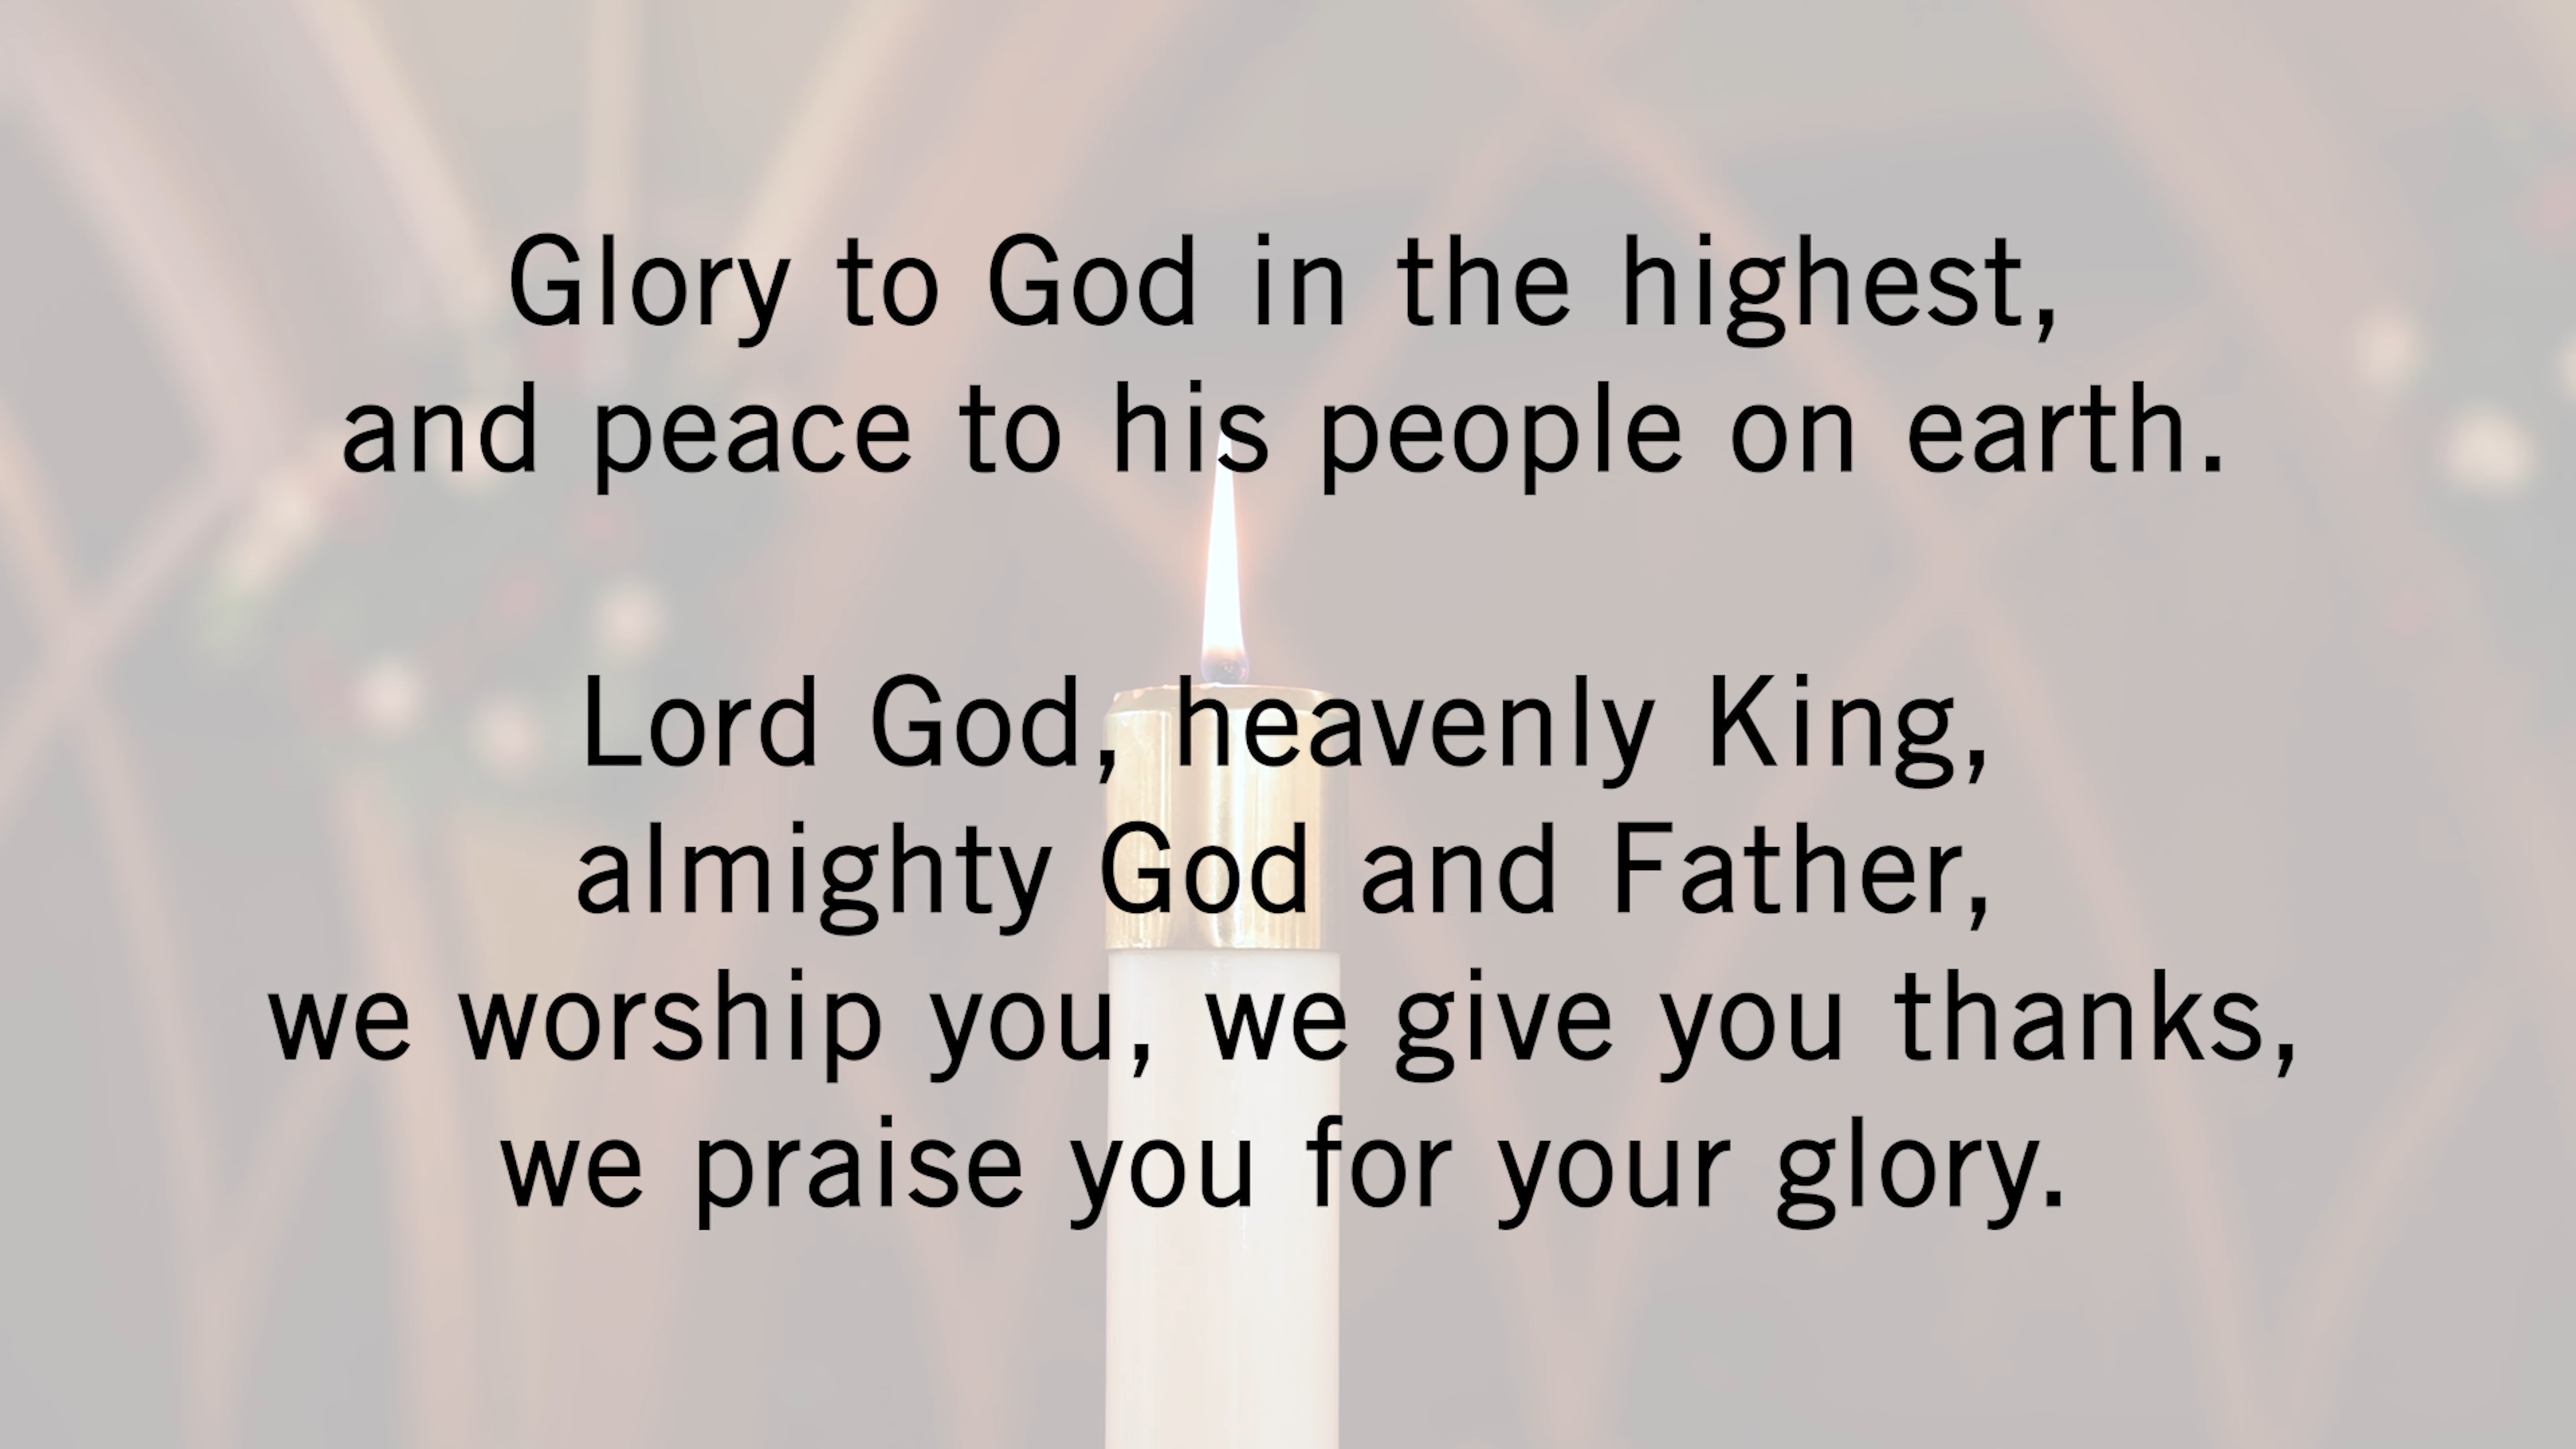 Glory to God in the highest,
and peace to his people on earth.
Lord God, heavenly King,
almighty God and Father,
we worship you, we give you thanks,
we praise you for your glory.